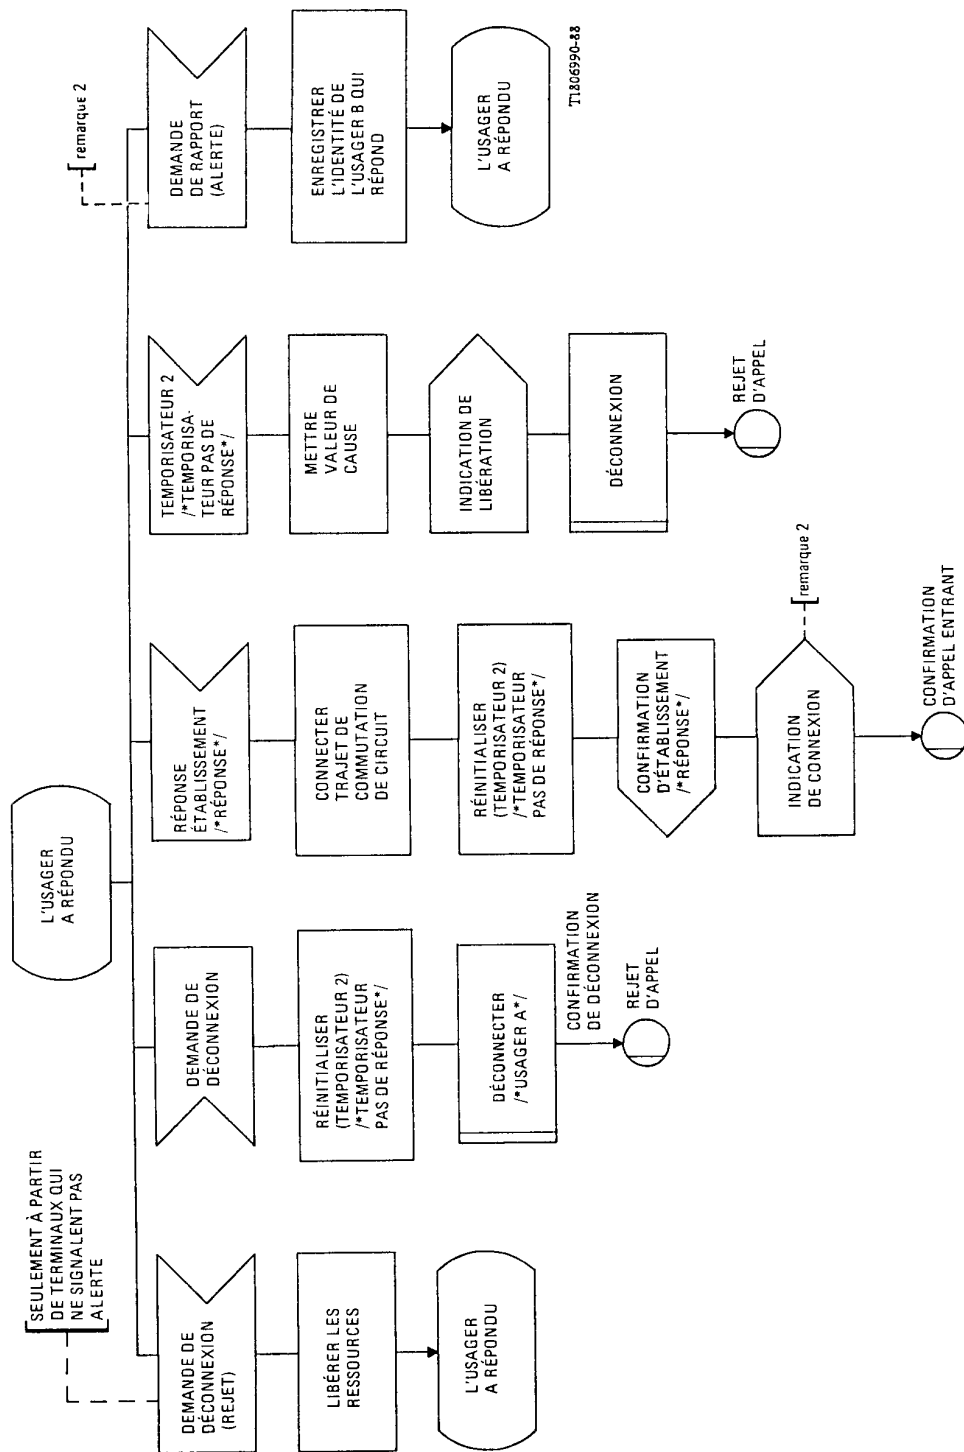 L'USAGER
A RÉPONDU
[SEULEMENT À PARTIR
DE TERMINAUX QUI
NE SIGNALENT PAS
ALERTE
DEMANDE DE
DÉCONNEXION
(REJET)
LIBÉRER LES
RESSOURCES
L'USAGER
A RÉPONDU
DEMANDE DE
DÉCONNEXION
RÉINITIALISER
(TEMPORISATEUR 2)
/*TEMPORISATEUR
PAS DE RÉPONSE*/
DÉCONNECTER
/*USAGER A*/
CONFIRMATION
DE DÉCONNEXION
REJET
D'APPEL
RÉPONSE
ÉTABLISSEMENT
/*RÉPONSE*/
CONNECTER
TRAJET DE
COMMUTATION
DE CIRCUIT
RÉINITIALISER
(TEMPORISATEUR 2)
/*TEMPORISATEUR
PAS DE RÉPONSE*/
CONFIRMATION
D'ÉTABLISSEMENT
/*RÉPONSE*/
INDICATION
DE CONNEXION
remarque 2
CONFIRMATION
D'APPEL ENTRANT
TEMPORISATEUR 2
/*TEMPORISA-
TEUR PAS DE
RÉPONSE*/
METTRE
VALEUR DE
CAUSE
INDICATION DE
LIBÉRATION
DÉCONNEXION
REJET
D'APPEL
remarque 2
DEMANDE
DE RAPPORT
(ALERTE)
ENREGISTRER
L'IDENTITÉ DE
L'USAGER B QUI
RÉPOND
L'USAGER
A RÉPONDU
T1806990-88